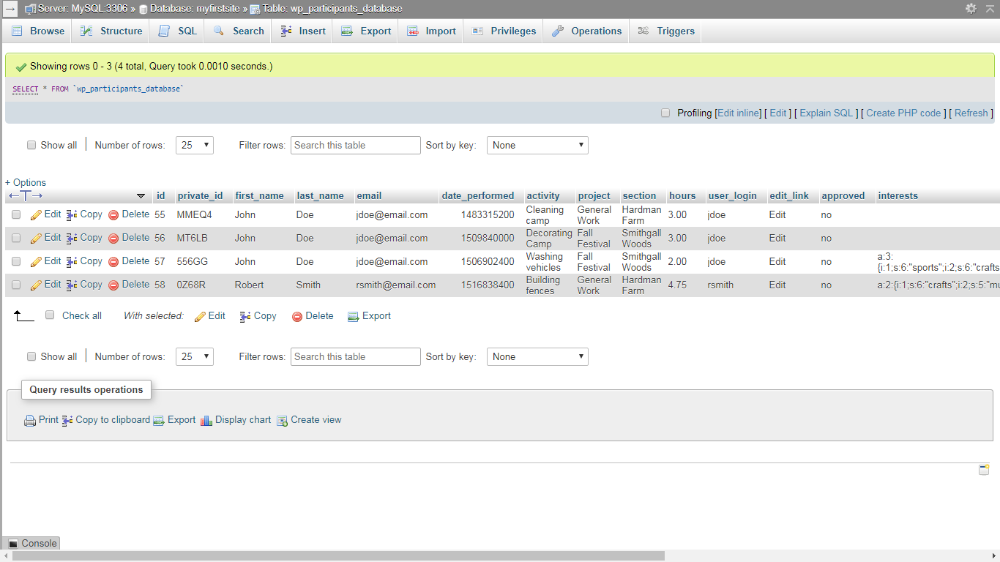 Server: MySQL:3306 » Database: myfirstsite » Table: wp_participants_database
Browse Structure SQL Search Insert Export Import Privileges Operations Triggers
Showing rows 0 - 3 (4 total, Query took 0.0010 seconds.)
SELECT * FROM `wp_participants_database`
Profiling [Edit inline] [ Edit ] [ Explain SQL ] [ Create PHP code ] [ Refresh ]
Show all | Number of rows: 25 Filter rows: Search this table Sort by key: None
+ Options
←T→ id private_id first_name last_name email date_performed activity project section hours user_login edit_link approved interests
Edit Copy Delete 55 MMEQ4 John Doe jdoe@email.com 1483315200 Cleaning camp General Work Hardman Farm 3.00 jdoe Edit no
Edit Copy Delete 56 MT6LB John Doe jdoe@email.com 1509840000 Decorating Camp Fall Festival Smithgall Woods 3.00 jdoe Edit no
Edit Copy Delete 57 556GG John Doe jdoe@email.com 1506902400 Washing vehicles Fall Festival Smithgall Woods 2.00 jdoe Edit no a:3:{i:1;s:6:"sports";i:2;s:6:"crafts
Edit Copy Delete 58 0Z68R Robert Smith rsmith@email.com 1516838400 Building fences General Work Hardman Farm 4.75 rsmith Edit no a:2:{i:1;s:6:"crafts";i:2;s:5:"mu
Check all With selected: Edit Copy Delete Export
Show all | Number of rows: 25 Filter rows: Search this table Sort by key: None
Query results operations
Print Copy to clipboard Export Display chart Create view
Console